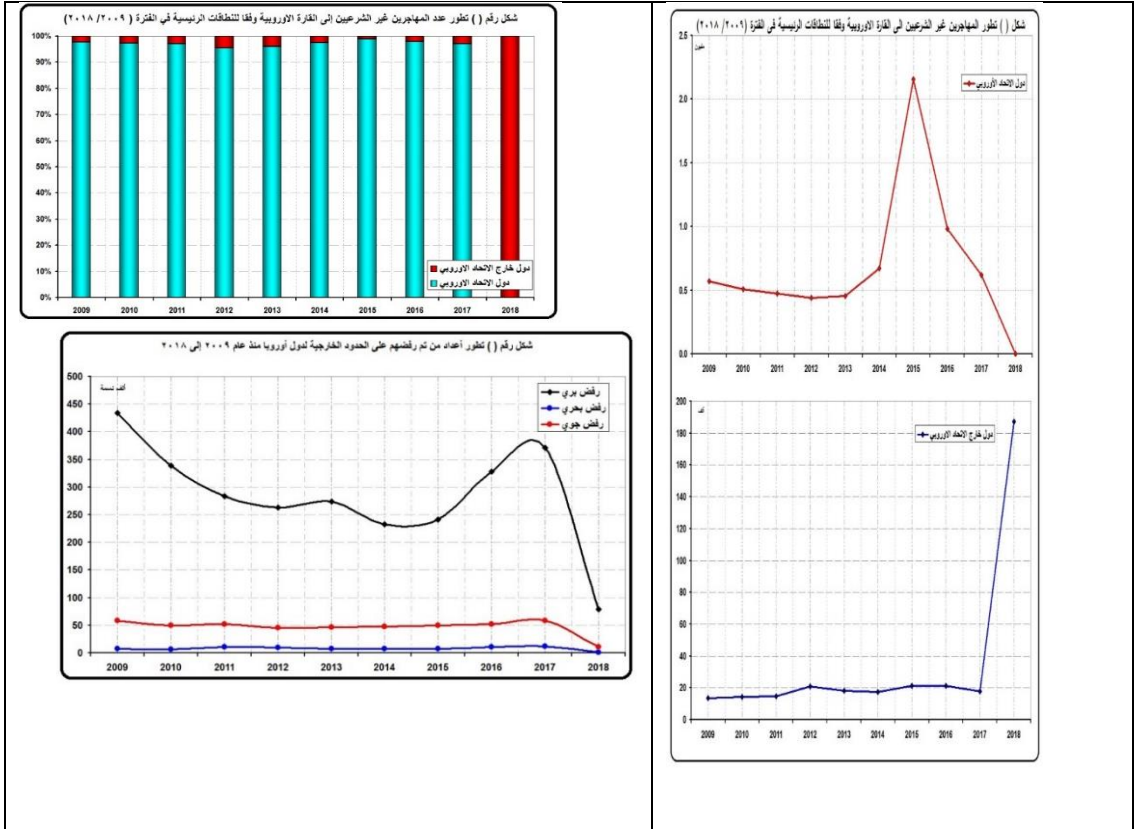 شكل رقم ( ) تطور عدد المهاجرين غير الشرعيين إلى القارة الاوروبية وفقا للنطاقات الرئيسية في الفترة ( ٢٠٠٩/ ٢٠١٨)
100%
90%
80%
70%
60%
50%
40%
30%
20%
10%
0%
دول خارج الاتحاد الاوروبي
دول الاتحاد الاوروبي
2009 2010 2011 2012 2013 2014 2015 2016 2017 2018
شكل رقم ( ) تطور أعداد من تم رفضهم على الحدود الخارجية لدول أوروبا منذ عام ٢٠٠٩ إلى ٢٠١٨
ألف نسمة
500
450
400
350
300
250
200
150
100
50
0
رفض بري
رفض بحري
رفض جوي
2009 2010 2011 2012 2013 2014 2015 2016 2017 2018
شكل ( ) تطور المهاجرين غير الشرعيين الى القارة الاوروبية وفقا للنطاقات الرئيسية في الفترة (٢٠٠٩/ ٢٠١٨)
مليون
2.5
2.0
1.5
1.0
0.5
0.0
دول الاتحاد الأوروبي
2009 2010 2011 2012 2013 2014 2015 2016 2017 2018
ألف
200
180
160
140
120
100
80
60
40
20
0
دول خارج الاتحاد الاوروبي
2009 2010 2011 2012 2013 2014 2015 2016 2017 2018